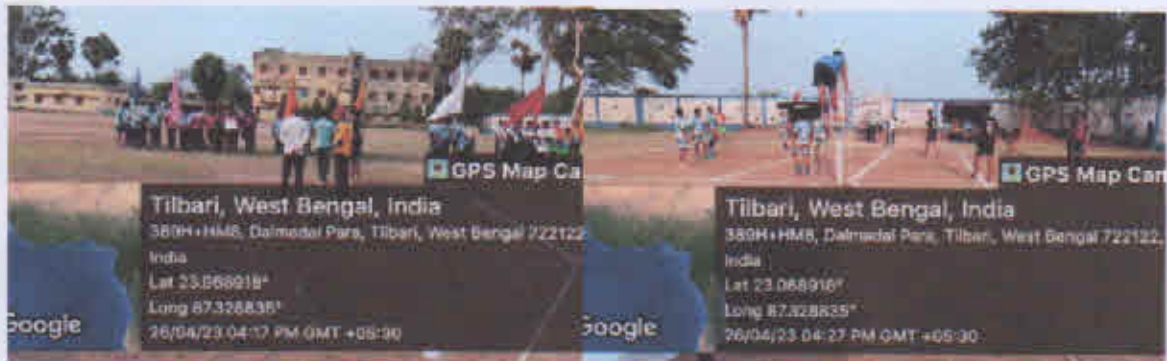 GPS Map Ca
Tilbari, West Bengal, India
389H+HM8, Dalmadal Para, Tilbari, West Bengal 722122
India
Lat 23.068918°
Long 87.328835°
26/04/23 04:17 PM GMT +05:30
Google
GPS Map Cam
Tilbari, West Bengal, India
389H+HM8, Dalmadal Para, Tilbari, West Bengal 722122,
India
Lat 23.068918°
Long 87.328835°
26/04/23 04:27 PM GMT +05:30
Google